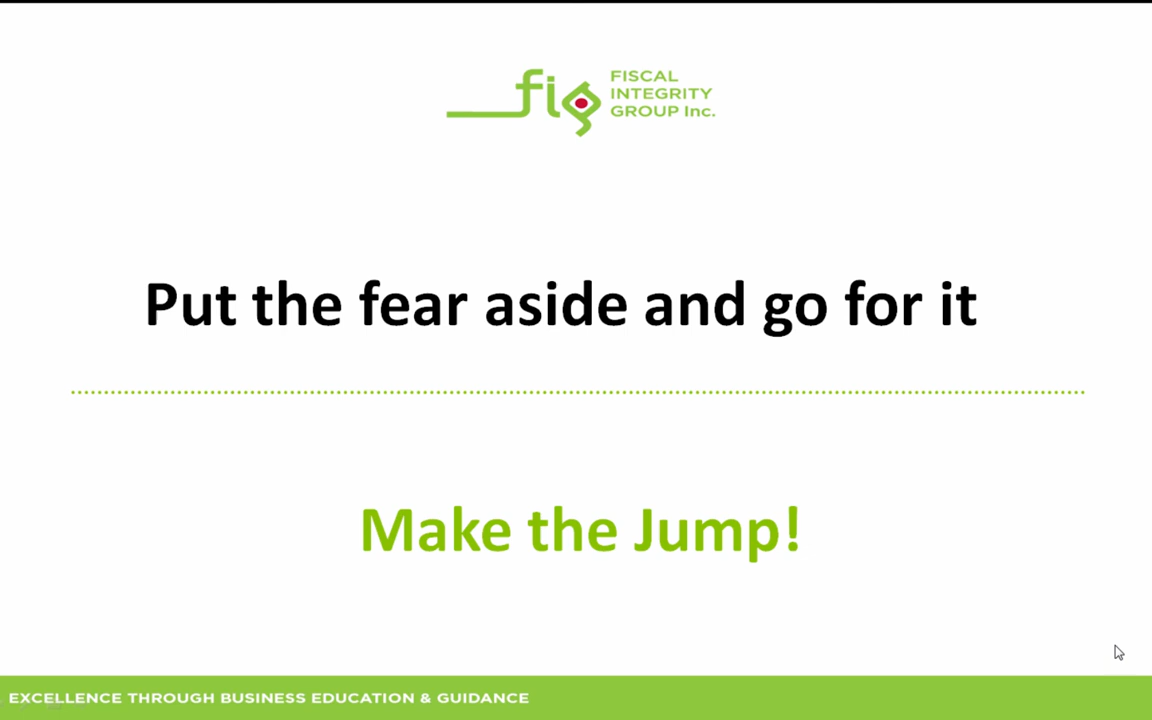 fig
FISCAL
INTEGRITY
GROUP Inc.
Put the fear aside and go for it
Make the Jump!
EXCELLENCE THROUGH BUSINESS EDUCATION & GUIDANCE